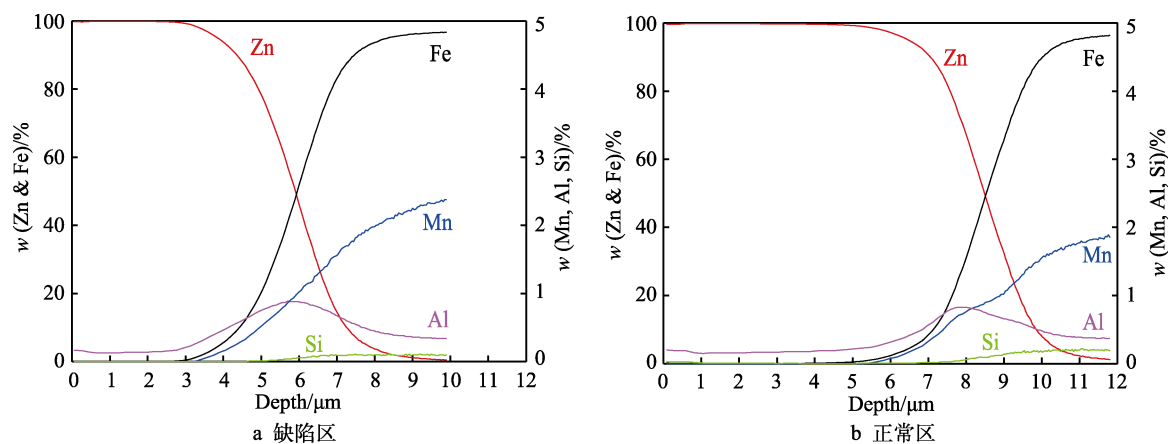 100
80
60
40
20
0
w (Zn & Fe)/%
Zn
Fe
Mn
Al
Si
5
4
3
2
1
0
w (Mn, Al, Si)/%
0 1 2 3 4 5 6 7 8 9 10 11 12
Depth/μm
a 缺陷区
100
80
60
40
20
0
w (Zn & Fe)/%
Zn
Fe
Mn
Al
Si
5
4
3
2
1
0
w (Mn, Al, Si)/%
0 1 2 3 4 5 6 7 8 9 10 11 12
Depth/μm
b 正常区